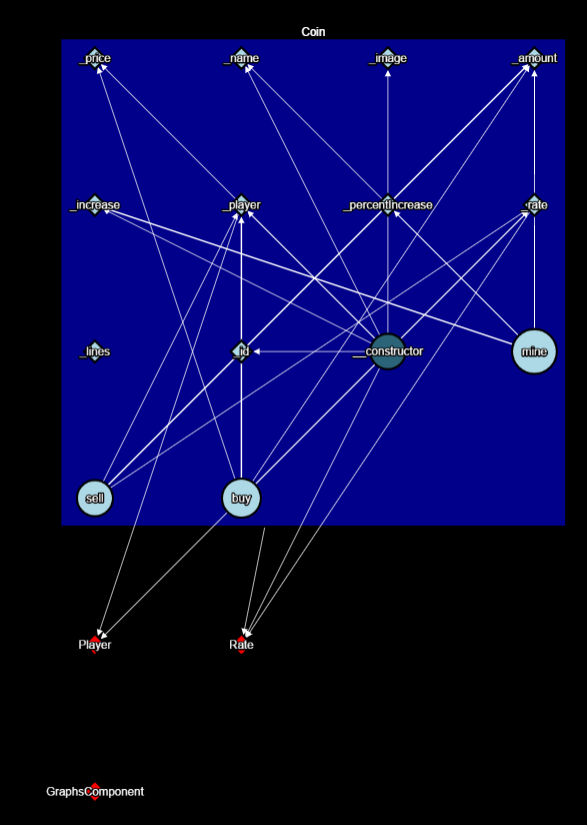 Coin
_price
_name
_image
_amount
_increase
_player
_percentIncrease
_rate
_lines
_id
__constructor
mine
sell
buy
Player
Rate
GraphsComponent